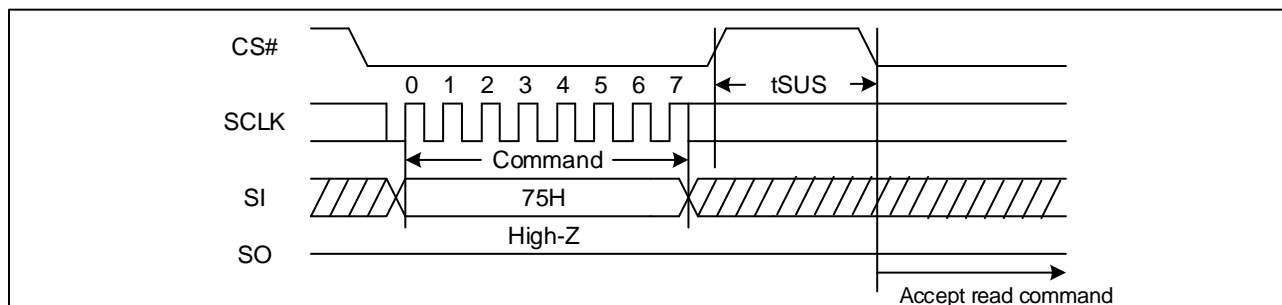 CS#
tSUS
0 1 2 3 4 5 6 7
SCLK
Command
SI
75H
High-Z
SO
Accept read command